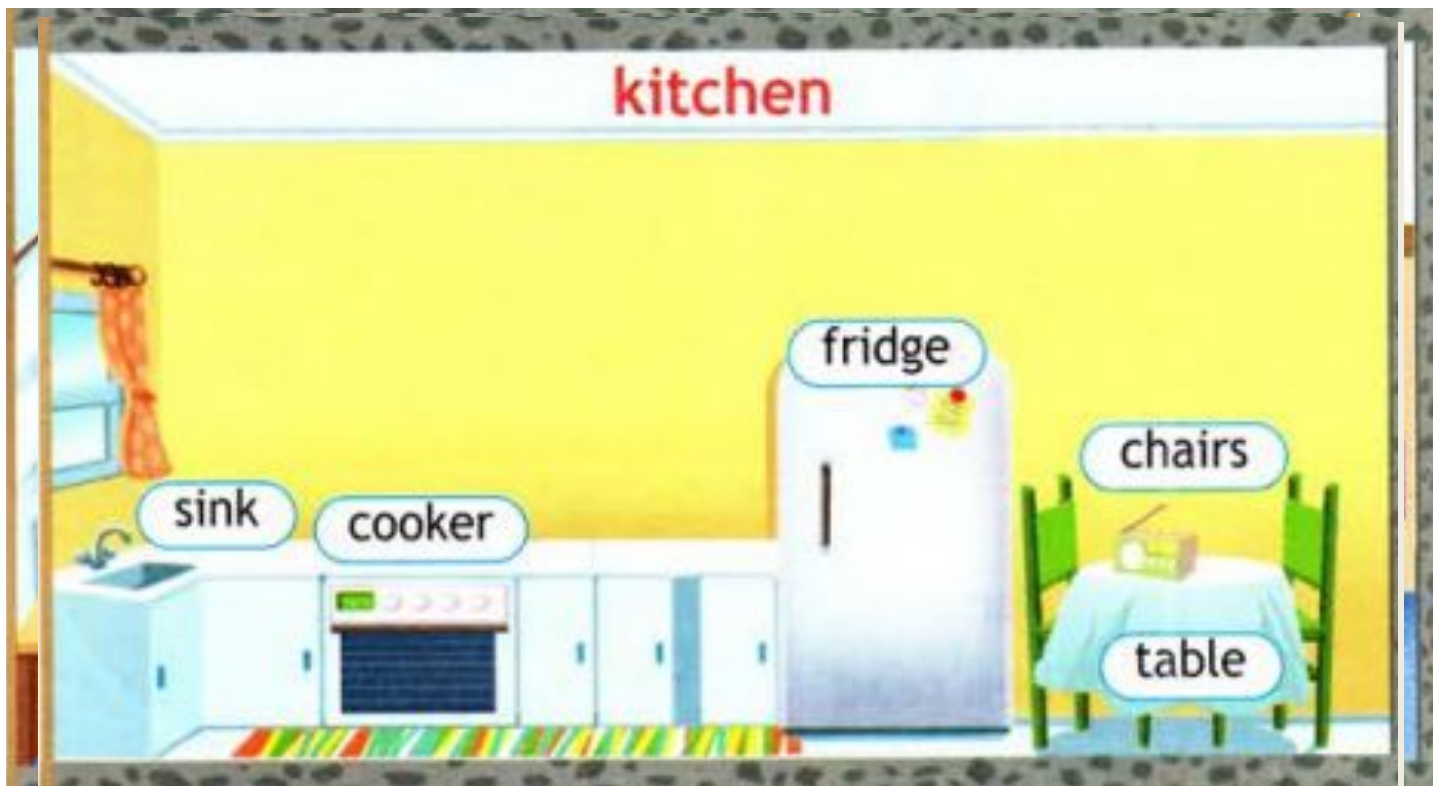 kitchen
fridge
chairs
sink
cooker
table